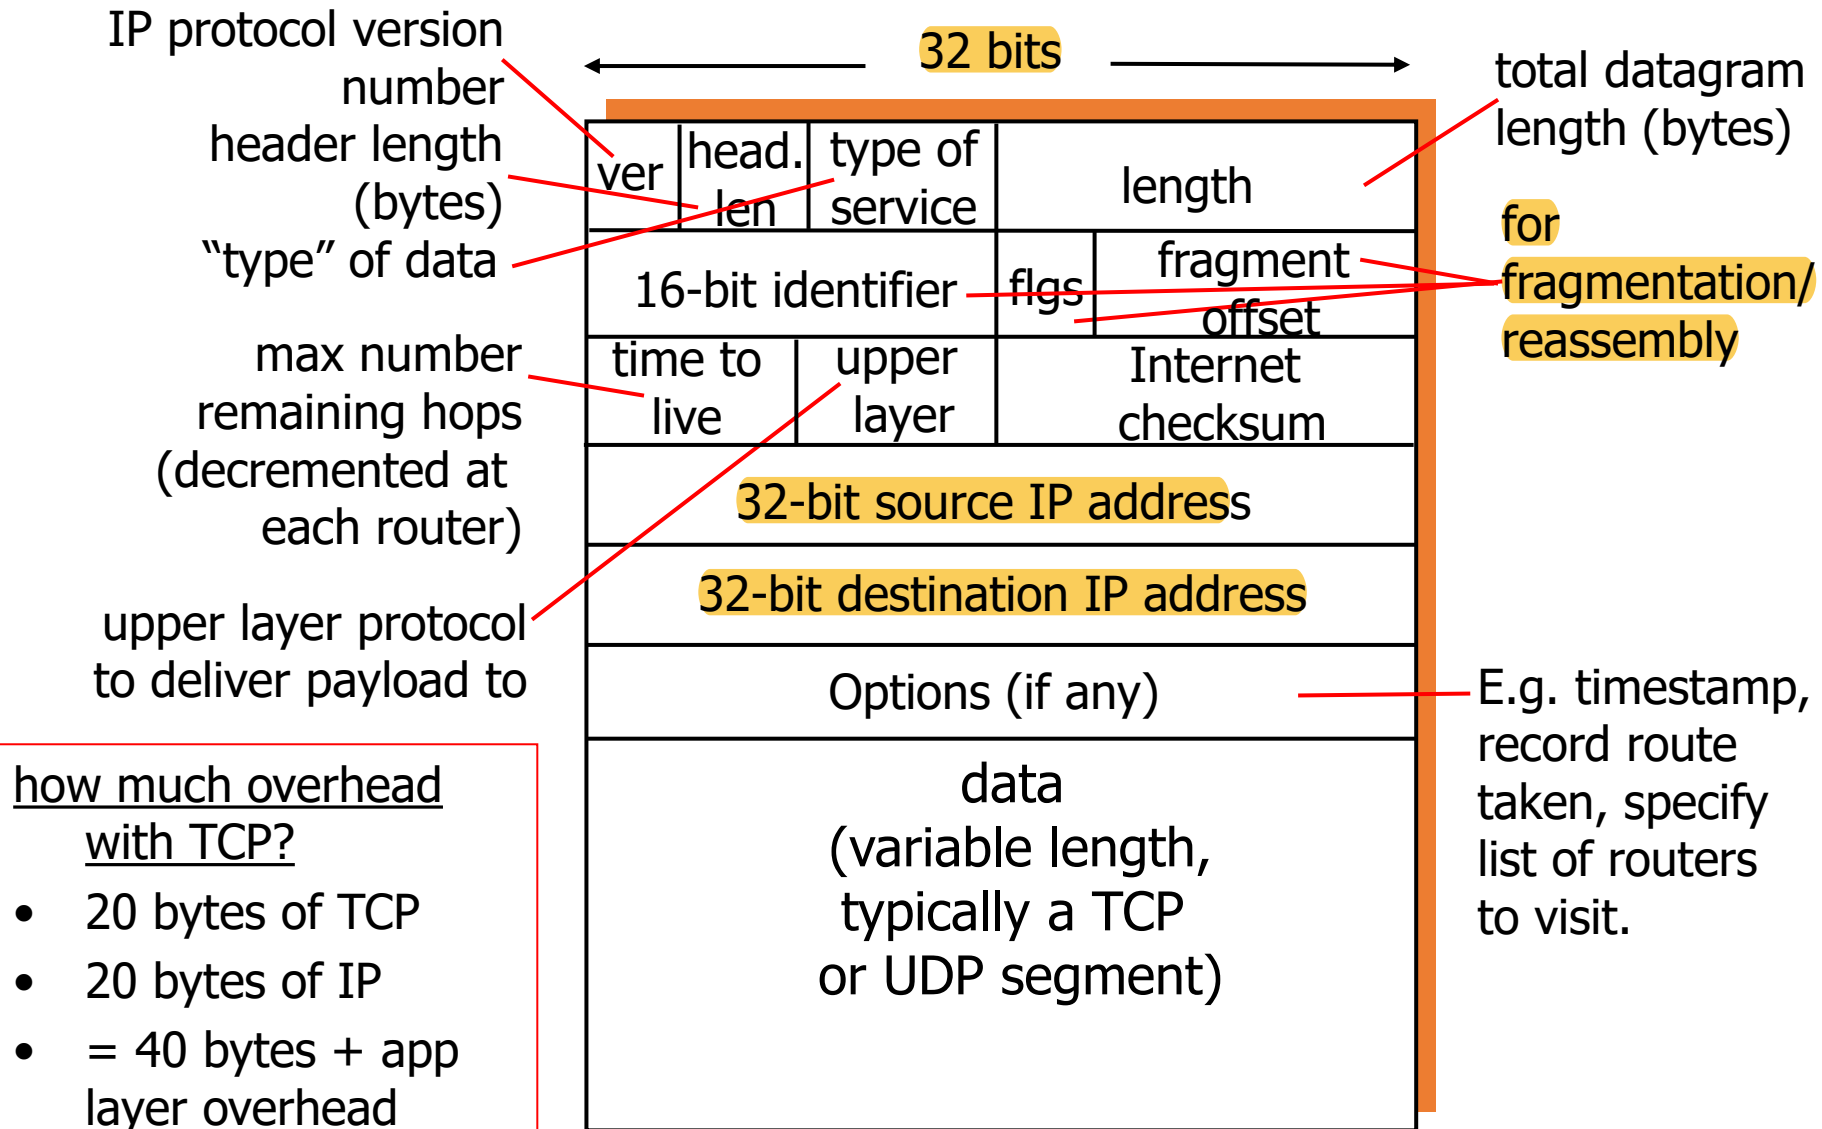 IP protocol version
number
header length
(bytes)
“type” of data
max number
remaining hops
(decremented at
each router)
upper layer protocol
to deliver payload to
how much overhead
with TCP?
• 20 bytes of TCP
• 20 bytes of IP
• = 40 bytes + app
layer overhead
32 bits
ver
head.
len
type of
service
length
16-bit identifier
flgs
fragment
offset
time to
live
upper
layer
Internet
checksum
32-bit source IP address
32-bit destination IP address
Options (if any)
data
(variable length,
typically a TCP
or UDP segment)
total datagram
length (bytes)
for
fragmentation/
reassembly
E.g. timestamp,
record route
taken, specify
list of routers
to visit.